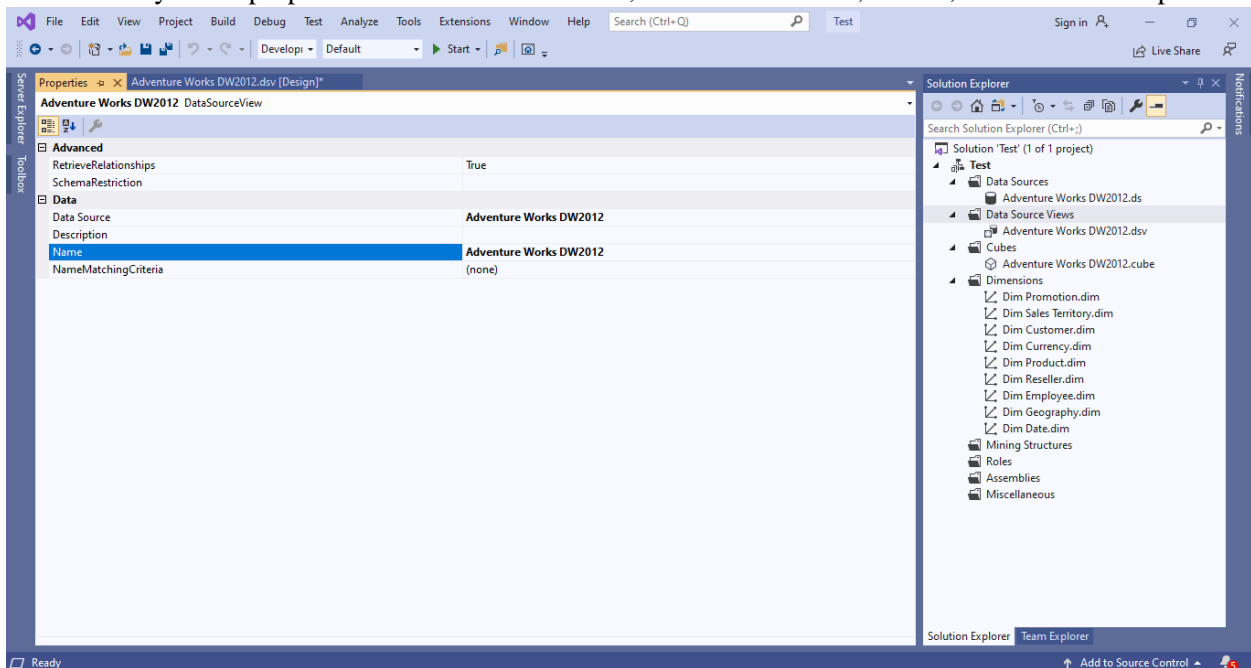 File Edit View Project Build Debug Test Analyze Tools Extensions Window Help Search (Ctrl+Q) Test Sign in
Develop Default Start Live Share
Server Explorer
Toolbox
Properties Adventure Works DW2012.dsv [Design]*
Adventure Works DW2012 DataSourceView
Advanced
RetrieveRelationships True
SchemaRestriction
Data
Data Source Adventure Works DW2012
Description
Name Adventure Works DW2012
NameMatchingCriteria (none)
Solution Explorer
Search Solution Explorer (Ctrl+;)
Solution 'Test' (1 of 1 project)
Test
Data Sources
Adventure Works DW2012.ds
Data Source Views
Adventure Works DW2012.dsv
Cubes
Adventure Works DW2012.cube
Dimensions
Dim Promotion.dim
Dim Sales Territory.dim
Dim Customer.dim
Dim Currency.dim
Dim Product.dim
Dim Reseller.dim
Dim Employee.dim
Dim Geography.dim
Dim Date.dim
Mining Structures
Roles
Assemblies
Miscellaneous
Solution Explorer Team Explorer
Notifications
Ready Add to Source Control 5